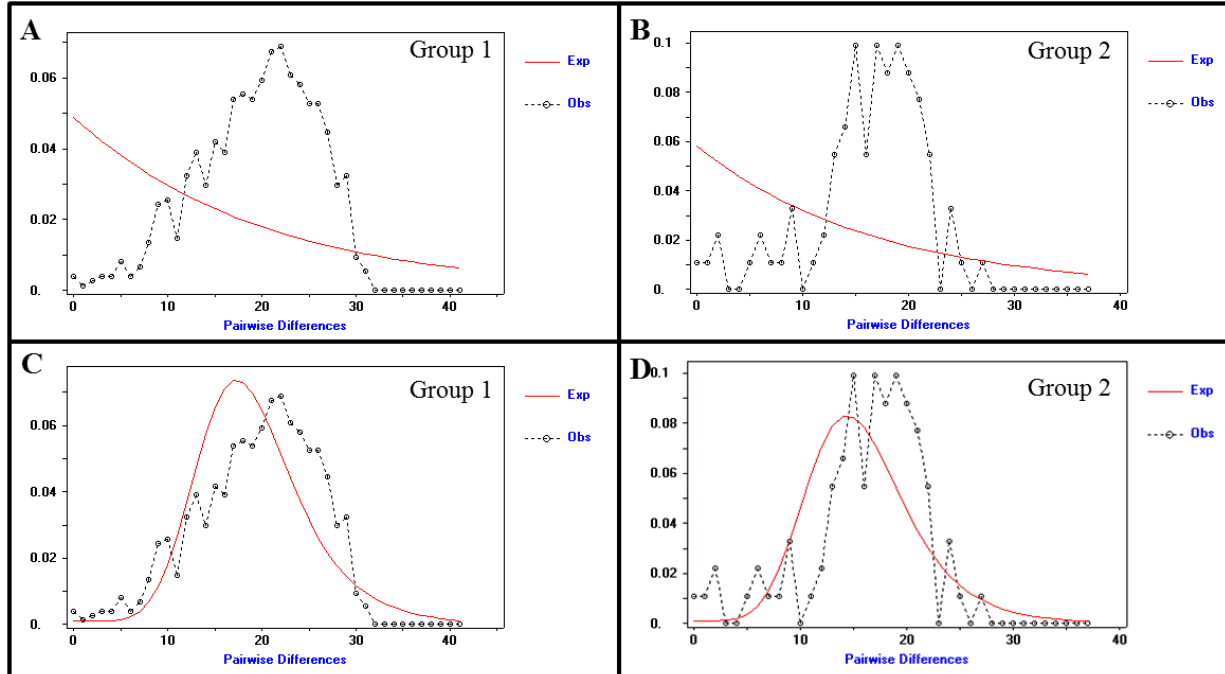 A
Group 1
Exp
Obs
0.06
0.04
0.02
0.
0 10 20 30 40
Pairwise Differences
B
Group 2
Exp
Obs
0.1
0.08
0.06
0.04
0.02
0.
0 10 20 30 40
Pairwise Differences
C
Group 1
Exp
Obs
0.06
0.04
0.02
0.
0 10 20 30 40
Pairwise Differences
D
Group 2
Exp
Obs
0.1
0.08
0.06
0.04
0.02
0.
0 10 20 30 40
Pairwise Differences